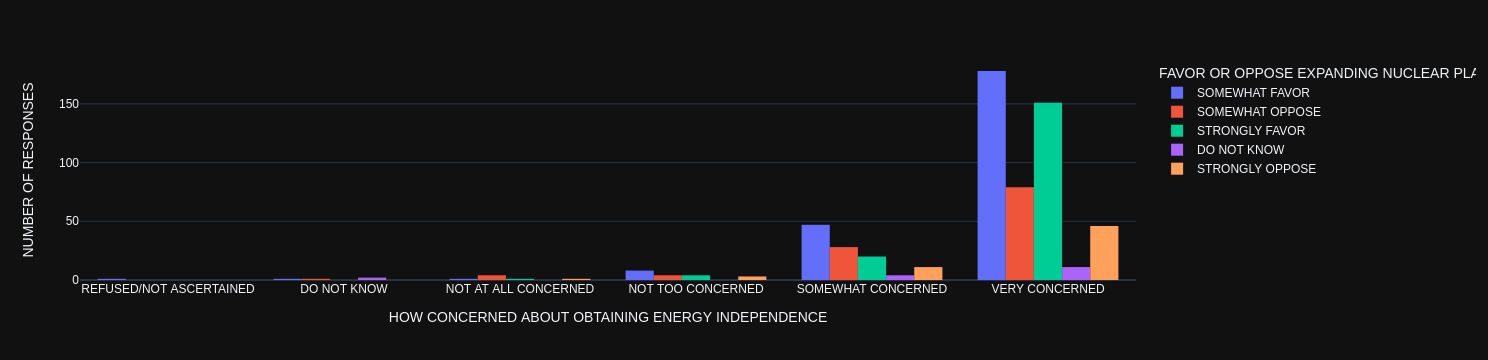 FAVOR OR OPPOSE EXPANDING NUCLEAR
SOMEWHAT FAVOR
SOMEWHAT OPPOSE
STRONGLY FAVOR
DO NOT KNOW
STRONGLY OPPOSE
NUMBER OF RESPONSES
150
100
50
0
REFUSED/NOT ASCERTAINED
DO NOT KNOW
NOT AT ALL CONCERNED
NOT TOO CONCERNED
SOMEWHAT CONCERNED
VERY CONCERNED
HOW CONCERNED ABOUT OBTAINING ENERGY INDEPENDENCE